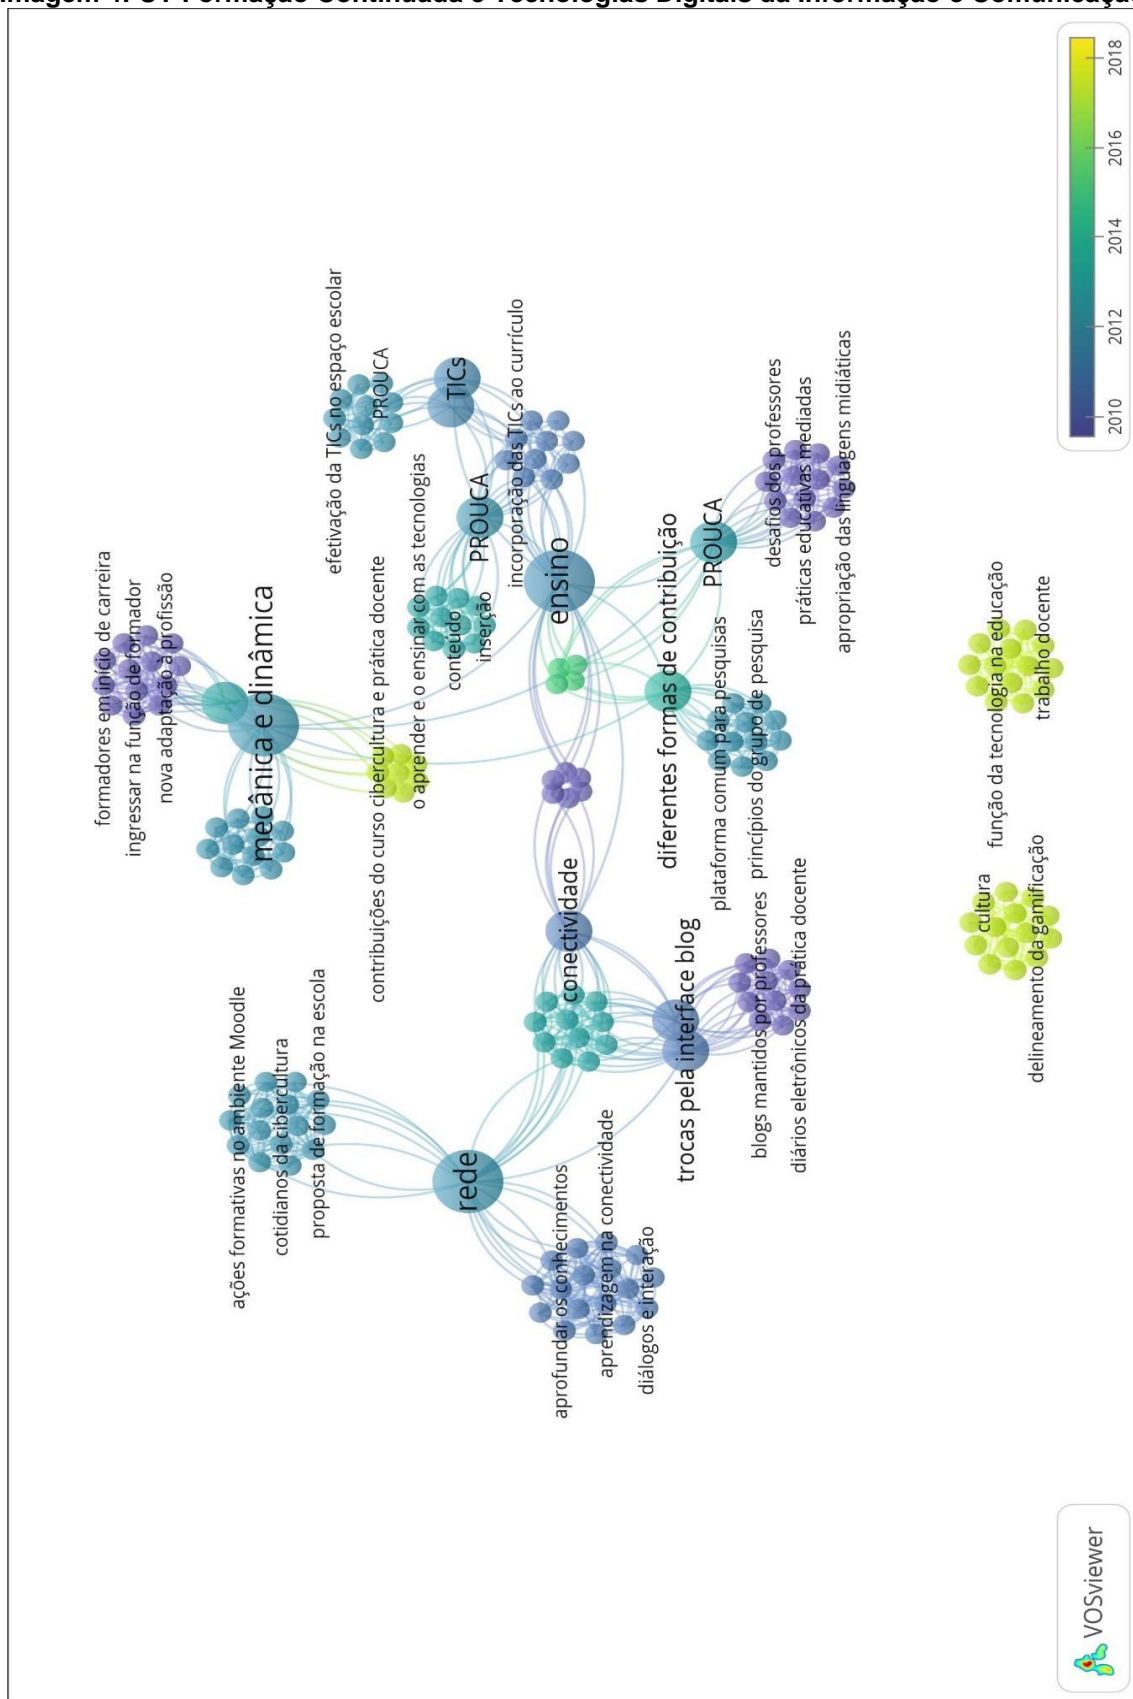 Formação Continuada e Tecnologias Digitais da Informação e Comunicação
formadores em início de carreira
ingressar na função de formador
nova adaptação à profissão
mecânica e dinâmica
ações formativas no ambiente Moodle
cotidianos da cibercultura
proposta de formação na escola
efetivação da TICs no espaço escolar
PROUCA
TICs
contribuições do curso cibercultura e prática docente
o aprender e o ensinar com as tecnologias
conteúdo
inserção
PROUCA
incorporação das TICs ao currículo
rede
ensino
conectividade
aprofundar os conhecimentos
aprendizagem na conectividade
diálogos e interação
diferentes formas de contribuição
trocas pela interface blog
PROUCA
plataforma comum para pesquisas
princípios do grupo de pesquisa
blogs mantidos por professores
diários eletrônicos da prática docente
desafios dos professores
práticas educativas mediadas
apropriação das linguagens midiáticas
cultura
delineamento da gamificação
função da tecnologia na educação
trabalho docente
VOSviewer
2010
2012
2014
2016
2018